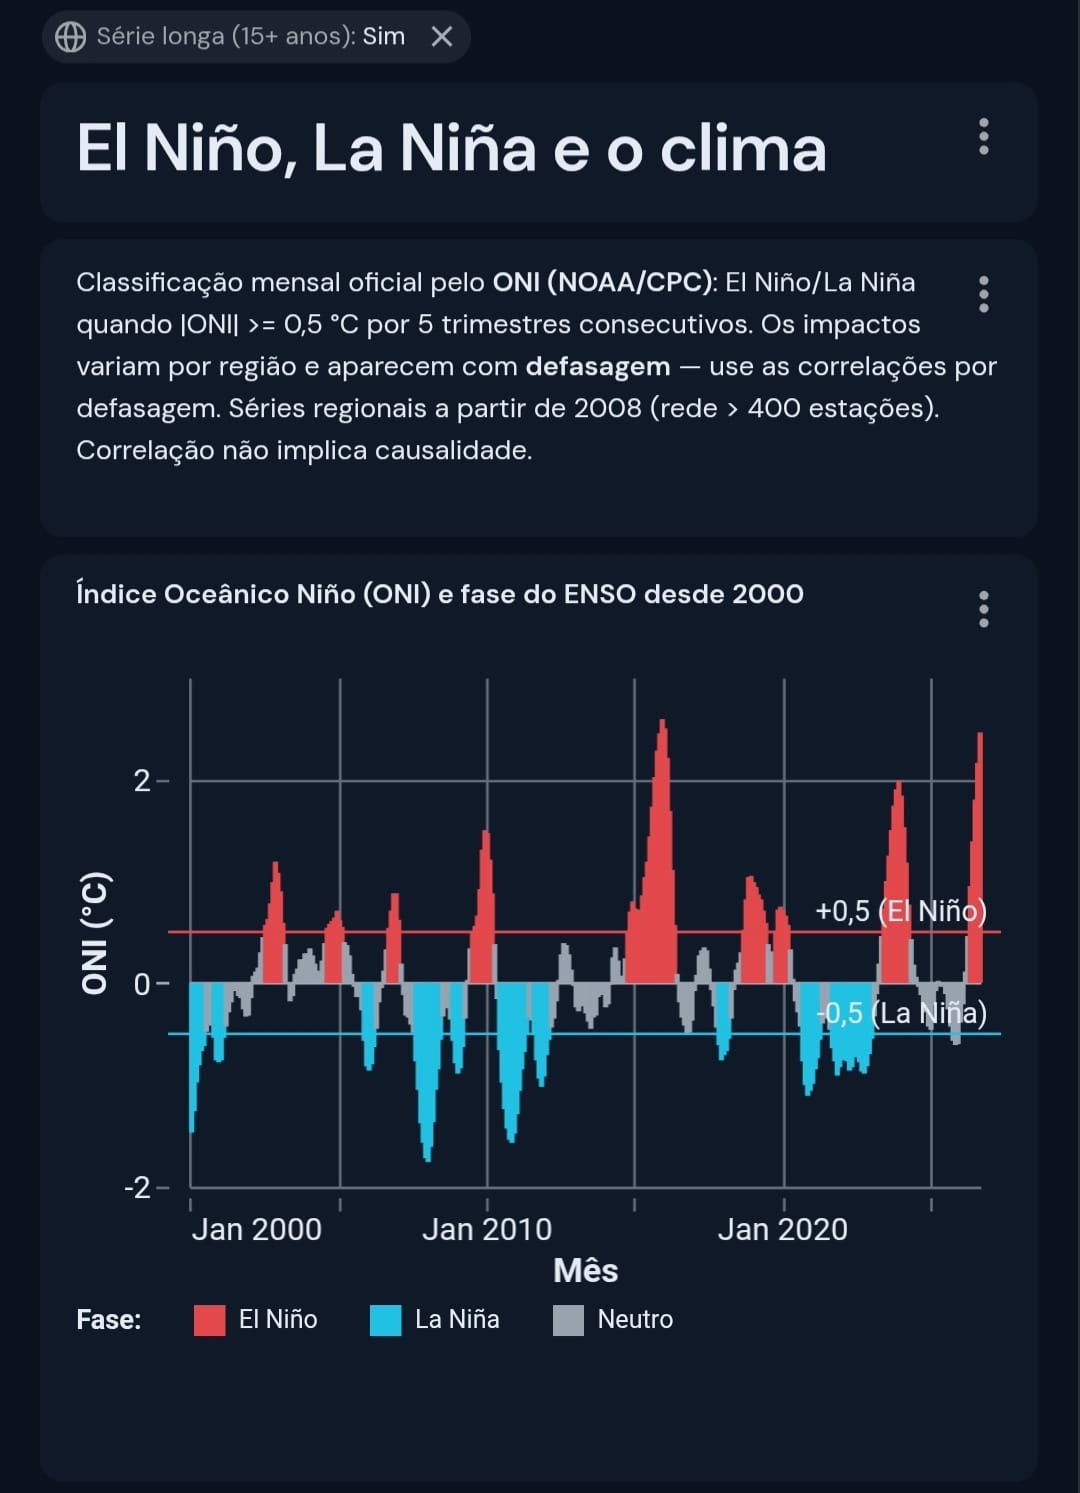 Série longa (15+ anos): Sim
El Niño, La Niña e o clima
Classificação mensal oficial pelo ONI (NOAA/CPC): El Niño/La Niña
quando |ONI| >= 0,5 °C por 5 trimestres consecutivos. Os impactos
variam por região e aparecem com defasagem — use as correlações por
defasagem. Séries regionais a partir de 2008 (rede > 400 estações).
Correlação não implica causalidade.
Índice Oceânico Niño (ONI) e fase do ENSO desde 2000
ONI (°C)
2
+0,5 (El Niño)
0
-0,5 (La Niña)
-2
Jan 2000 Jan 2010 Jan 2020
Mês
Fase: El Niño La Niña Neutro